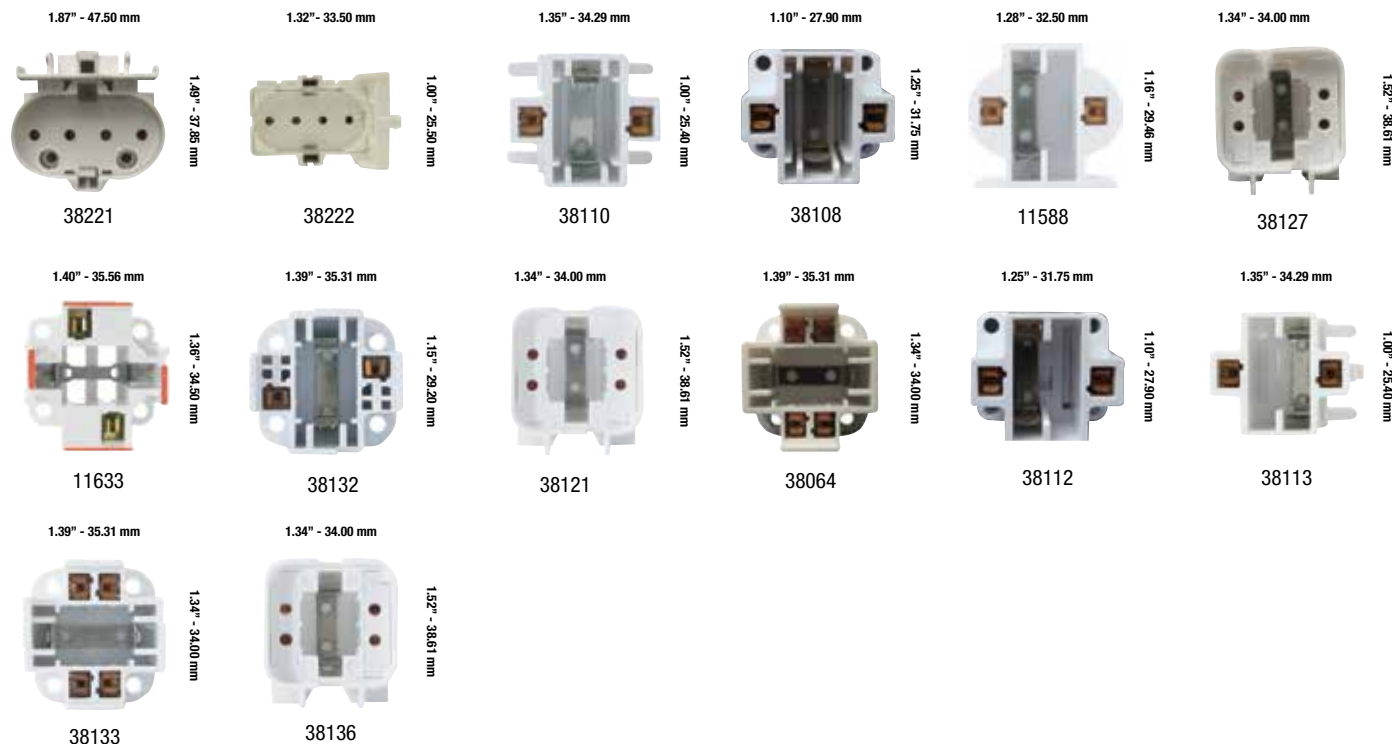 1.87” - 47.50 mm
1.49” - 37.85 mm
38221
1.32” - 33.50 mm
1.00” - 25.50 mm
38222
1.35” - 34.29 mm
1.00” - 25.40 mm
38110
1.10” - 27.90 mm
1.25” - 31.75 mm
38108
1.28” - 32.50 mm
1.16” - 29.46 mm
11588
1.34” - 34.00 mm
1.52” - 38.61 mm
38127
1.40” - 35.56 mm
1.36” - 34.50 mm
11633
1.39” - 35.31 mm
1.15” - 29.20 mm
38132
1.34” - 34.00 mm
1.52” - 38.61 mm
38121
1.39” - 35.31 mm
1.34” - 34.00 mm
38064
1.25” - 31.75 mm
1.10” - 27.90 mm
38112
1.35” - 34.29 mm
1.00” - 25.40 mm
38113
1.39” - 35.31 mm
1.34” - 34.00 mm
38133
1.34” - 34.00 mm
1.52” - 38.61 mm
38136